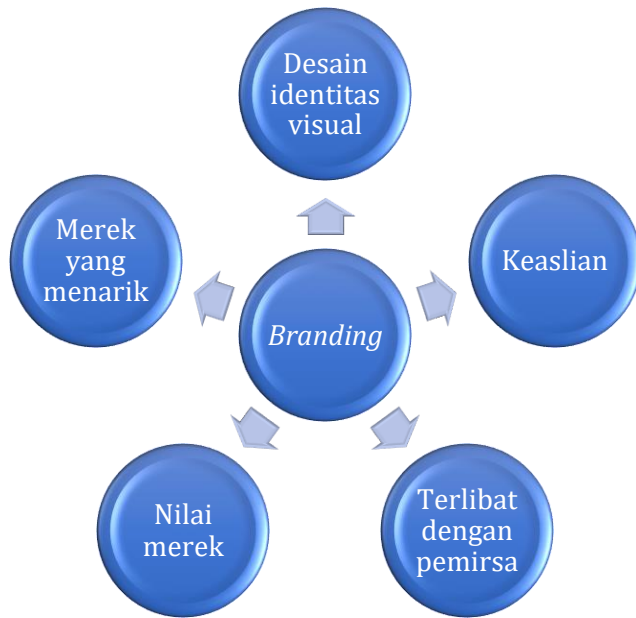 Desain
identitas
visual
Merek
yang
menarik
Keaslian
Branding
Nilai
merek
Terlibat
dengan
pemirsa